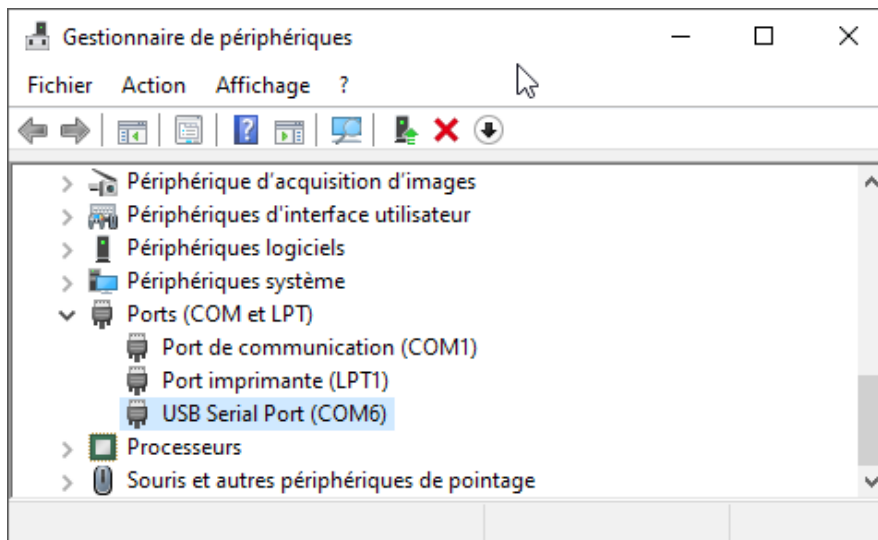 Gestionnaire de périphériques
Fichier Action Affichage ?
Périphérique d'acquisition d'images
Périphériques d'interface utilisateur
Périphériques logiciels
Périphériques système
Ports (COM et LPT)
Port de communication (COM1)
Port imprimante (LPT1)
USB Serial Port (COM6)
Processeurs
Souris et autres périphériques de pointage